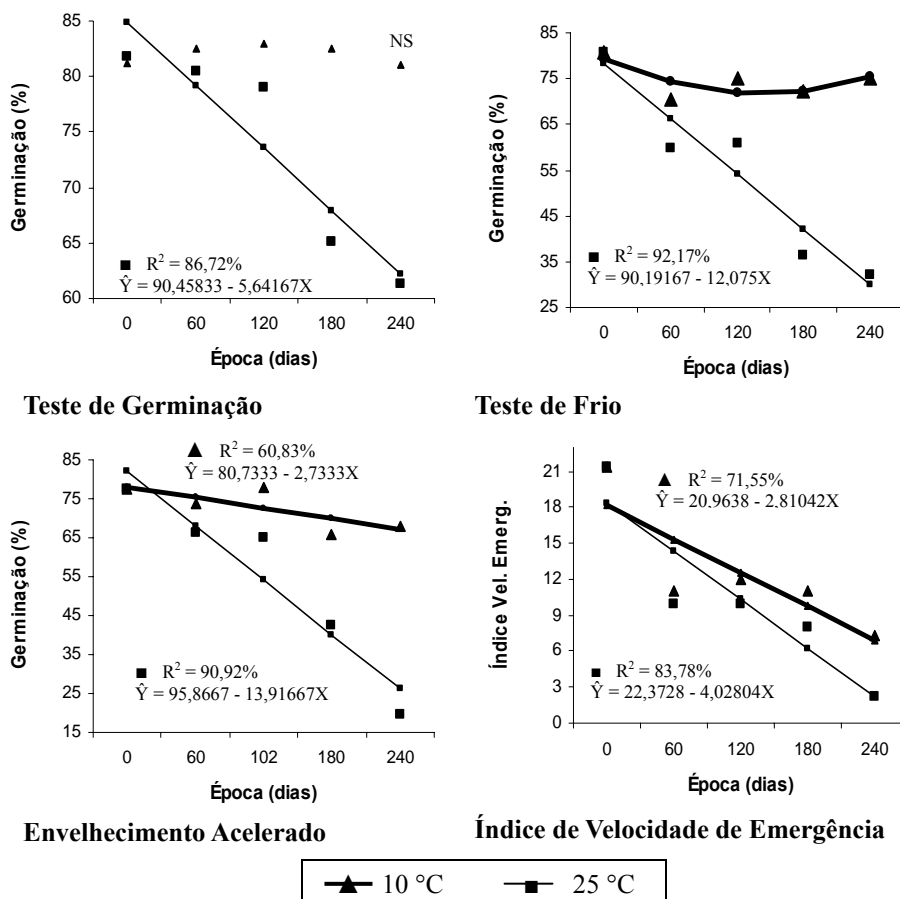 85
80
75
70
65
60
Germinação (%)
NS
R² = 86,72%
Ŷ = 90,45833 - 5,64167X
0 60 120 180 240
Época (dias)
Teste de Germinação
85
75
65
55
45
35
25
Germinação (%)
R² = 92,17%
Ŷ = 90,19167 - 12,075X
0 60 120 180 240
Época (dias)
Teste de Frio
85
75
65
55
45
35
25
15
Germinação (%)
R² = 60,83%
Ŷ = 80,7333 - 2,7333X
R² = 90,92%
Ŷ = 95,8667 - 13,91667X
0 60 102 180 240
Época (dias)
Envelhecimento Acelerado
21
18
15
12
9
6
3
0
Índice Vel. Emerg.
R² = 71,55%
Ŷ = 20,9638 - 2,81042X
R² = 83,78%
Ŷ = 22,3728 - 4,02804X
0 60 120 180 240
Época (dias)
Índice de Velocidade de Emergência
10 °C 25 °C